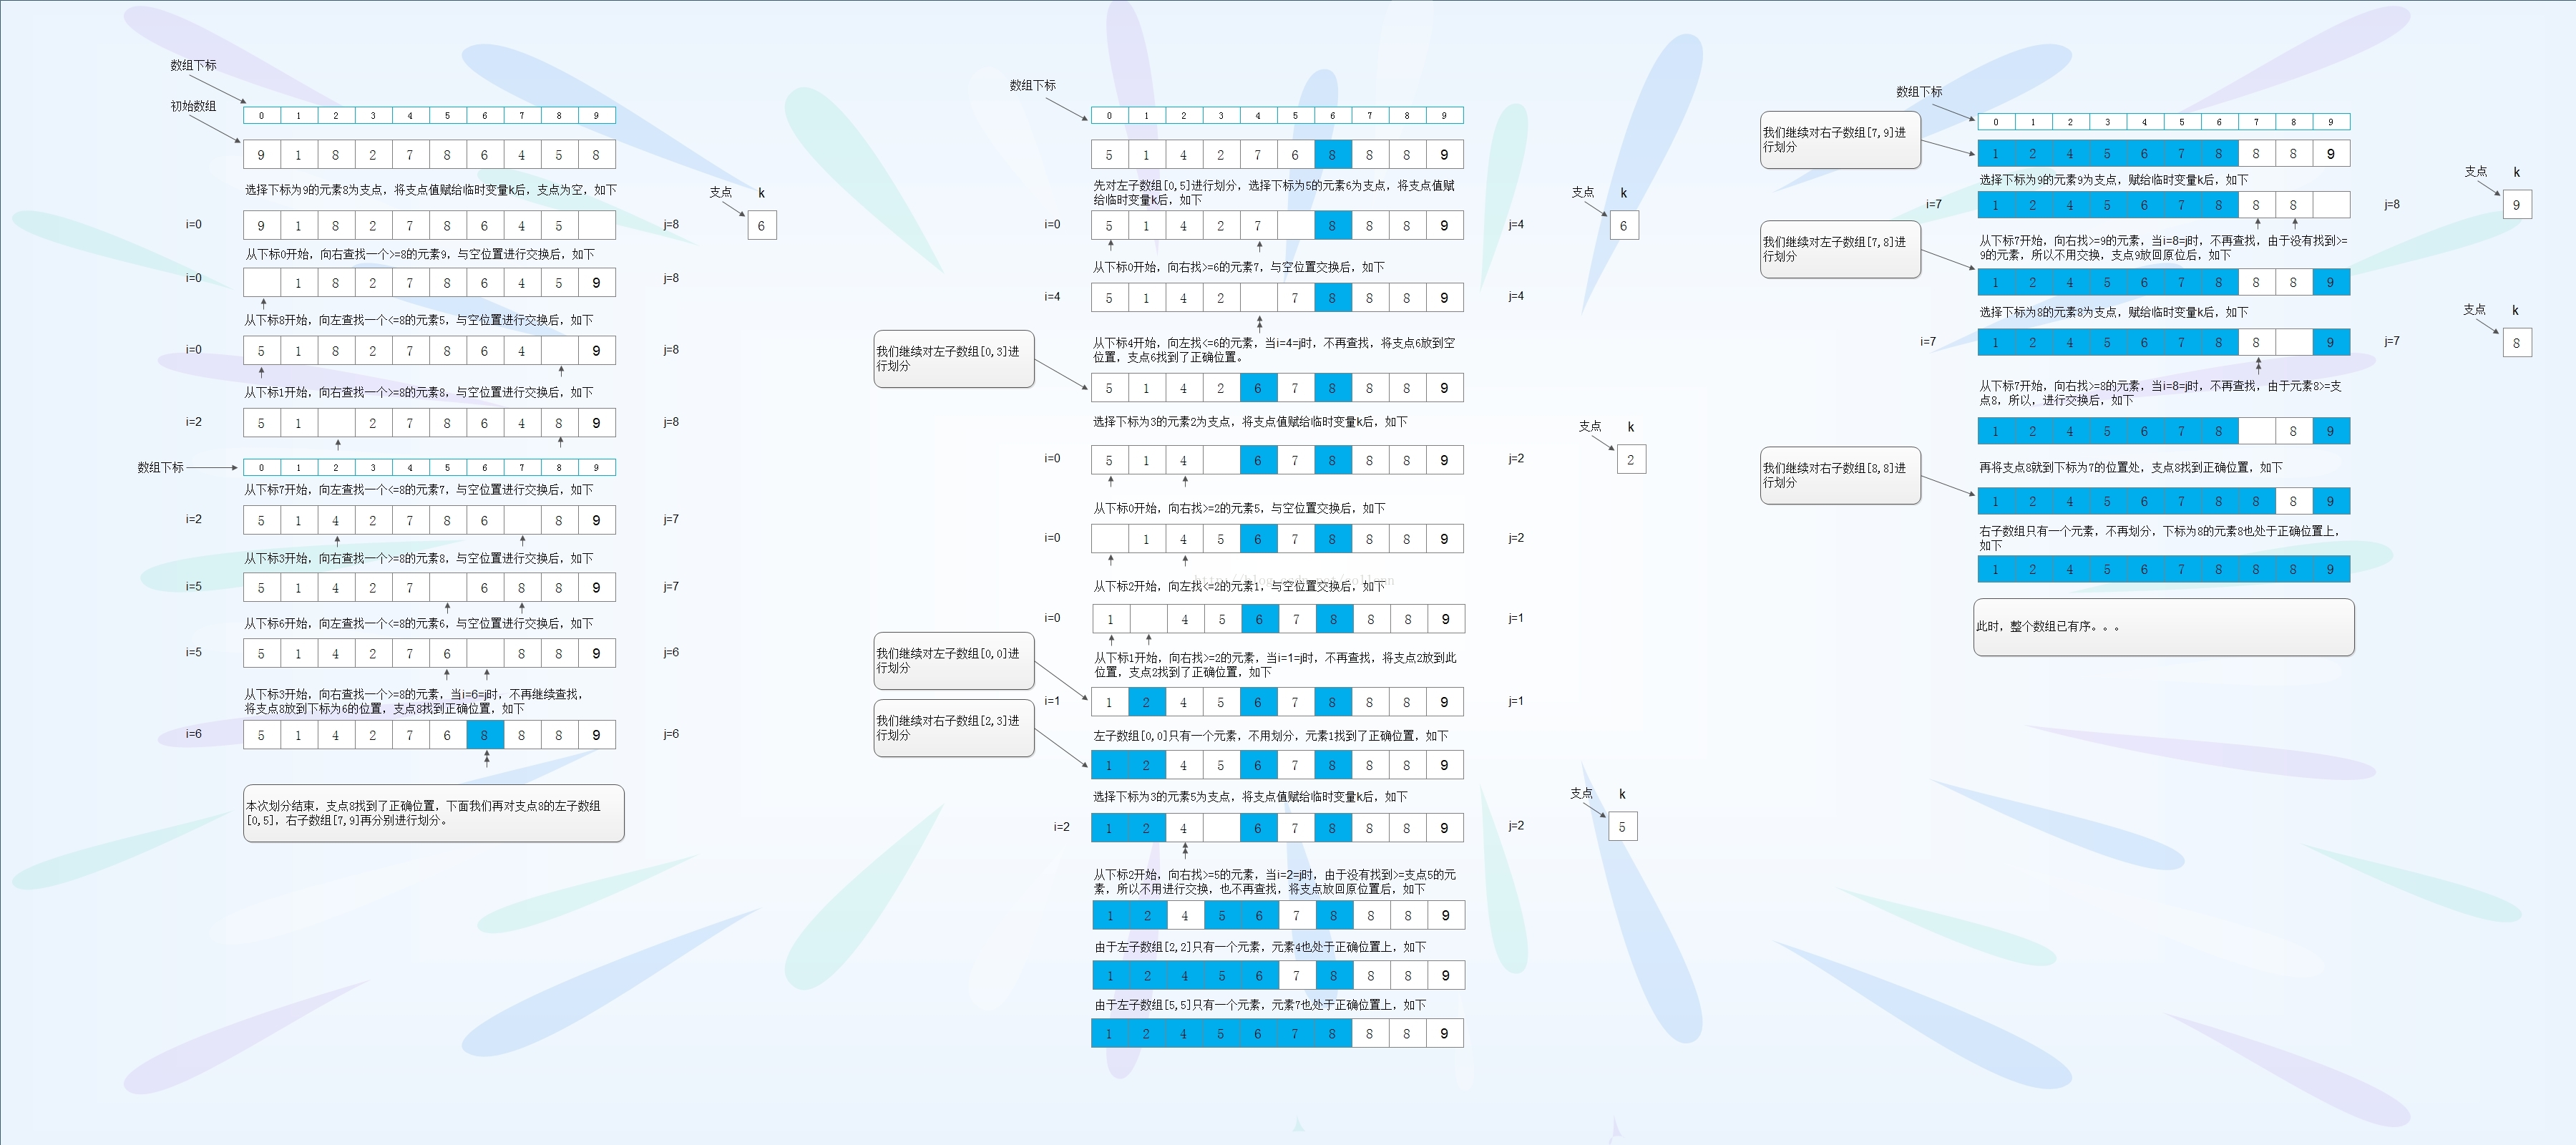 数组下标
初始数组
0 1 2 3 4 5 6 7 8 9
9 1 8 2 7 8 6 4 5 8
选择下标为9的元素8为支点，将支点值赋给临时变量k后，支点为空，如下
支点 k
6
i=0 9 1 8 2 7 8 6 4 5 j=8
从下标0开始，向右查找一个>=8的元素9，与空位置进行交换后，如下
i=0 1 8 2 7 8 6 4 5 9 j=8
从下标8开始，向左查找一个<=8的元素5，与空位置进行交换后，如下
i=0 5 1 8 2 7 8 6 4 9 j=8
从下标1开始，向右查找一个>=8的元素8，与空位置进行交换后，如下
i=2 5 1 2 7 8 6 4 8 9 j=8
数组下标 0 1 2 3 4 5 6 7 8 9
从下标7开始，向左查找一个<=8的元素7，与空位置进行交换后，如下
i=2 5 1 4 2 7 8 6 8 9 j=7
从下标3开始，向右查找一个>=8的元素8，与空位置进行交换后，如下
i=5 5 1 4 2 7 6 8 8 9 j=7
从下标6开始，向左查找一个<=8的元素6，与空位置进行交换后，如下
i=5 5 1 4 2 7 6 8 8 9 j=6
从下标3开始，向右查找一个>=8的元素，当i=6=j时，不再继续查找，
将支点8放到下标为6的位置，支点8找到正确位置，如下
i=6 5 1 4 2 7 6 8 8 8 9 j=6
本次划分结束，支点8找到了正确位置，下面我们再对支点8的左子数组
[0,5]，右子数组[7,9]再分别进行划分。
数组下标
0 1 2 3 4 5 6 7 8 9
5 1 4 2 7 6 8 8 8 9
先对左子数组[0,5]进行划分，选择下标为5的元素6为支点，将支点值赋
给临时变量k后，如下
支点 k
6
i=0 5 1 4 2 7 8 8 8 9 j=4
从下标0开始，向右找>=6的元素7，与空位置交换后，如下
i=4 5 1 4 2 7 8 8 8 9 j=4
从下标4开始，向左找<=6的元素，当i=4=j时，不再查找，将支点6放到空
位置，支点6找到了正确位置。
我们继续对左子数组[0,3]进
行划分
5 1 4 2 6 7 8 8 8 9
选择下标为3的元素2为支点，将支点值赋给临时变量k后，如下
支点 k
2
i=0 5 1 4 6 7 8 8 8 9 j=2
从下标0开始，向右找>=2的元素5，与空位置交换后，如下
i=0 1 4 5 6 7 8 8 8 9 j=2
从下标2开始，向左找<=2的元素1，与空位置交换后，如下
i=0 1 4 5 6 7 8 8 8 9 j=1
从下标1开始，向右找>=2的元素，当i=1=j时，不再查找，将支点2放到此
位置，支点2找到了正确位置，如下
我们继续对左子数组[0,0]进
行划分
i=1 1 2 4 5 6 7 8 8 8 9 j=1
我们继续对右子数组[2,3]进
行划分
左子数组[0,0]只有一个元素，不用划分，元素1找到了正确位置，如下
1 2 4 5 6 7 8 8 8 9
选择下标为3的元素5为支点，将支点值赋给临时变量k后，如下
支点 k
5
i=2 1 2 4 6 7 8 8 8 9 j=2
从下标2开始，向右找>=5的元素，当i=2=j时，由于没有找到>=支点5的元
素，所以不用进行交换，也不再查找，将支点放回原位置后，如下
1 2 4 5 6 7 8 8 8 9
由于左子数组[2,2]只有一个元素，元素4也处于正确位置上，如下
1 2 4 5 6 7 8 8 8 9
由于左子数组[5,5]只有一个元素，元素7也处于正确位置上，如下
1 2 4 5 6 7 8 8 8 9
数组下标
0 1 2 3 4 5 6 7 8 9
我们继续对右子数组[7,9]进
行划分
1 2 4 5 6 7 8 8 8 9
选择下标为9的元素9为支点，赋给临时变量k后，如下
支点 k
9
i=7 1 2 4 5 6 7 8 8 8 j=8
我们继续对左子数组[7,8]进
行划分
从下标7开始，向右找>=9的元素，当i=8=j时，不再查找，由于没有找到>=
9的元素，所以不用交换，支点9放回原位后，如下
1 2 4 5 6 7 8 8 8 9
选择下标为8的元素8为支点，赋给临时变量k后，如下
支点 k
8
i=7 1 2 4 5 6 7 8 8 9 j=7
从下标7开始，向右找>=8的元素，当i=8=j时，不再查找，由于元素8>=支
点8，所以，进行交换后，如下
1 2 4 5 6 7 8 8 9
再将支点8就到下标为7的位置处，支点8找到正确位置，如下
我们继续对右子数组[8,8]进
行划分
1 2 4 5 6 7 8 8 8 9
右子数组只有一个元素，不再划分，下标为8的元素8也处于正确位置上，
如下
1 2 4 5 6 7 8 8 8 9
此时，整个数组已有序。。。